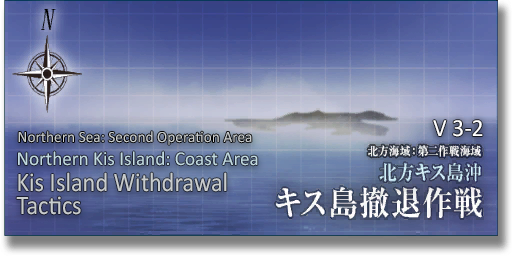 N
Northern Sea: Second Operation Area
Northern Kis Island: Coast Area
Kis Island Withdrawal
Tactics
V 3-2
北方海域:第二作戦海域
北方キス島沖
キス島撤退作戦